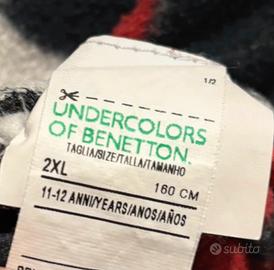 1/2
UNDERCOLORS
OF BENETTON.
TAGLIA/SIZE/TALLA/TAMANHO
2XL
160 CM
11-12 ANNI/YEARS/ANOS/AÑOS
subito